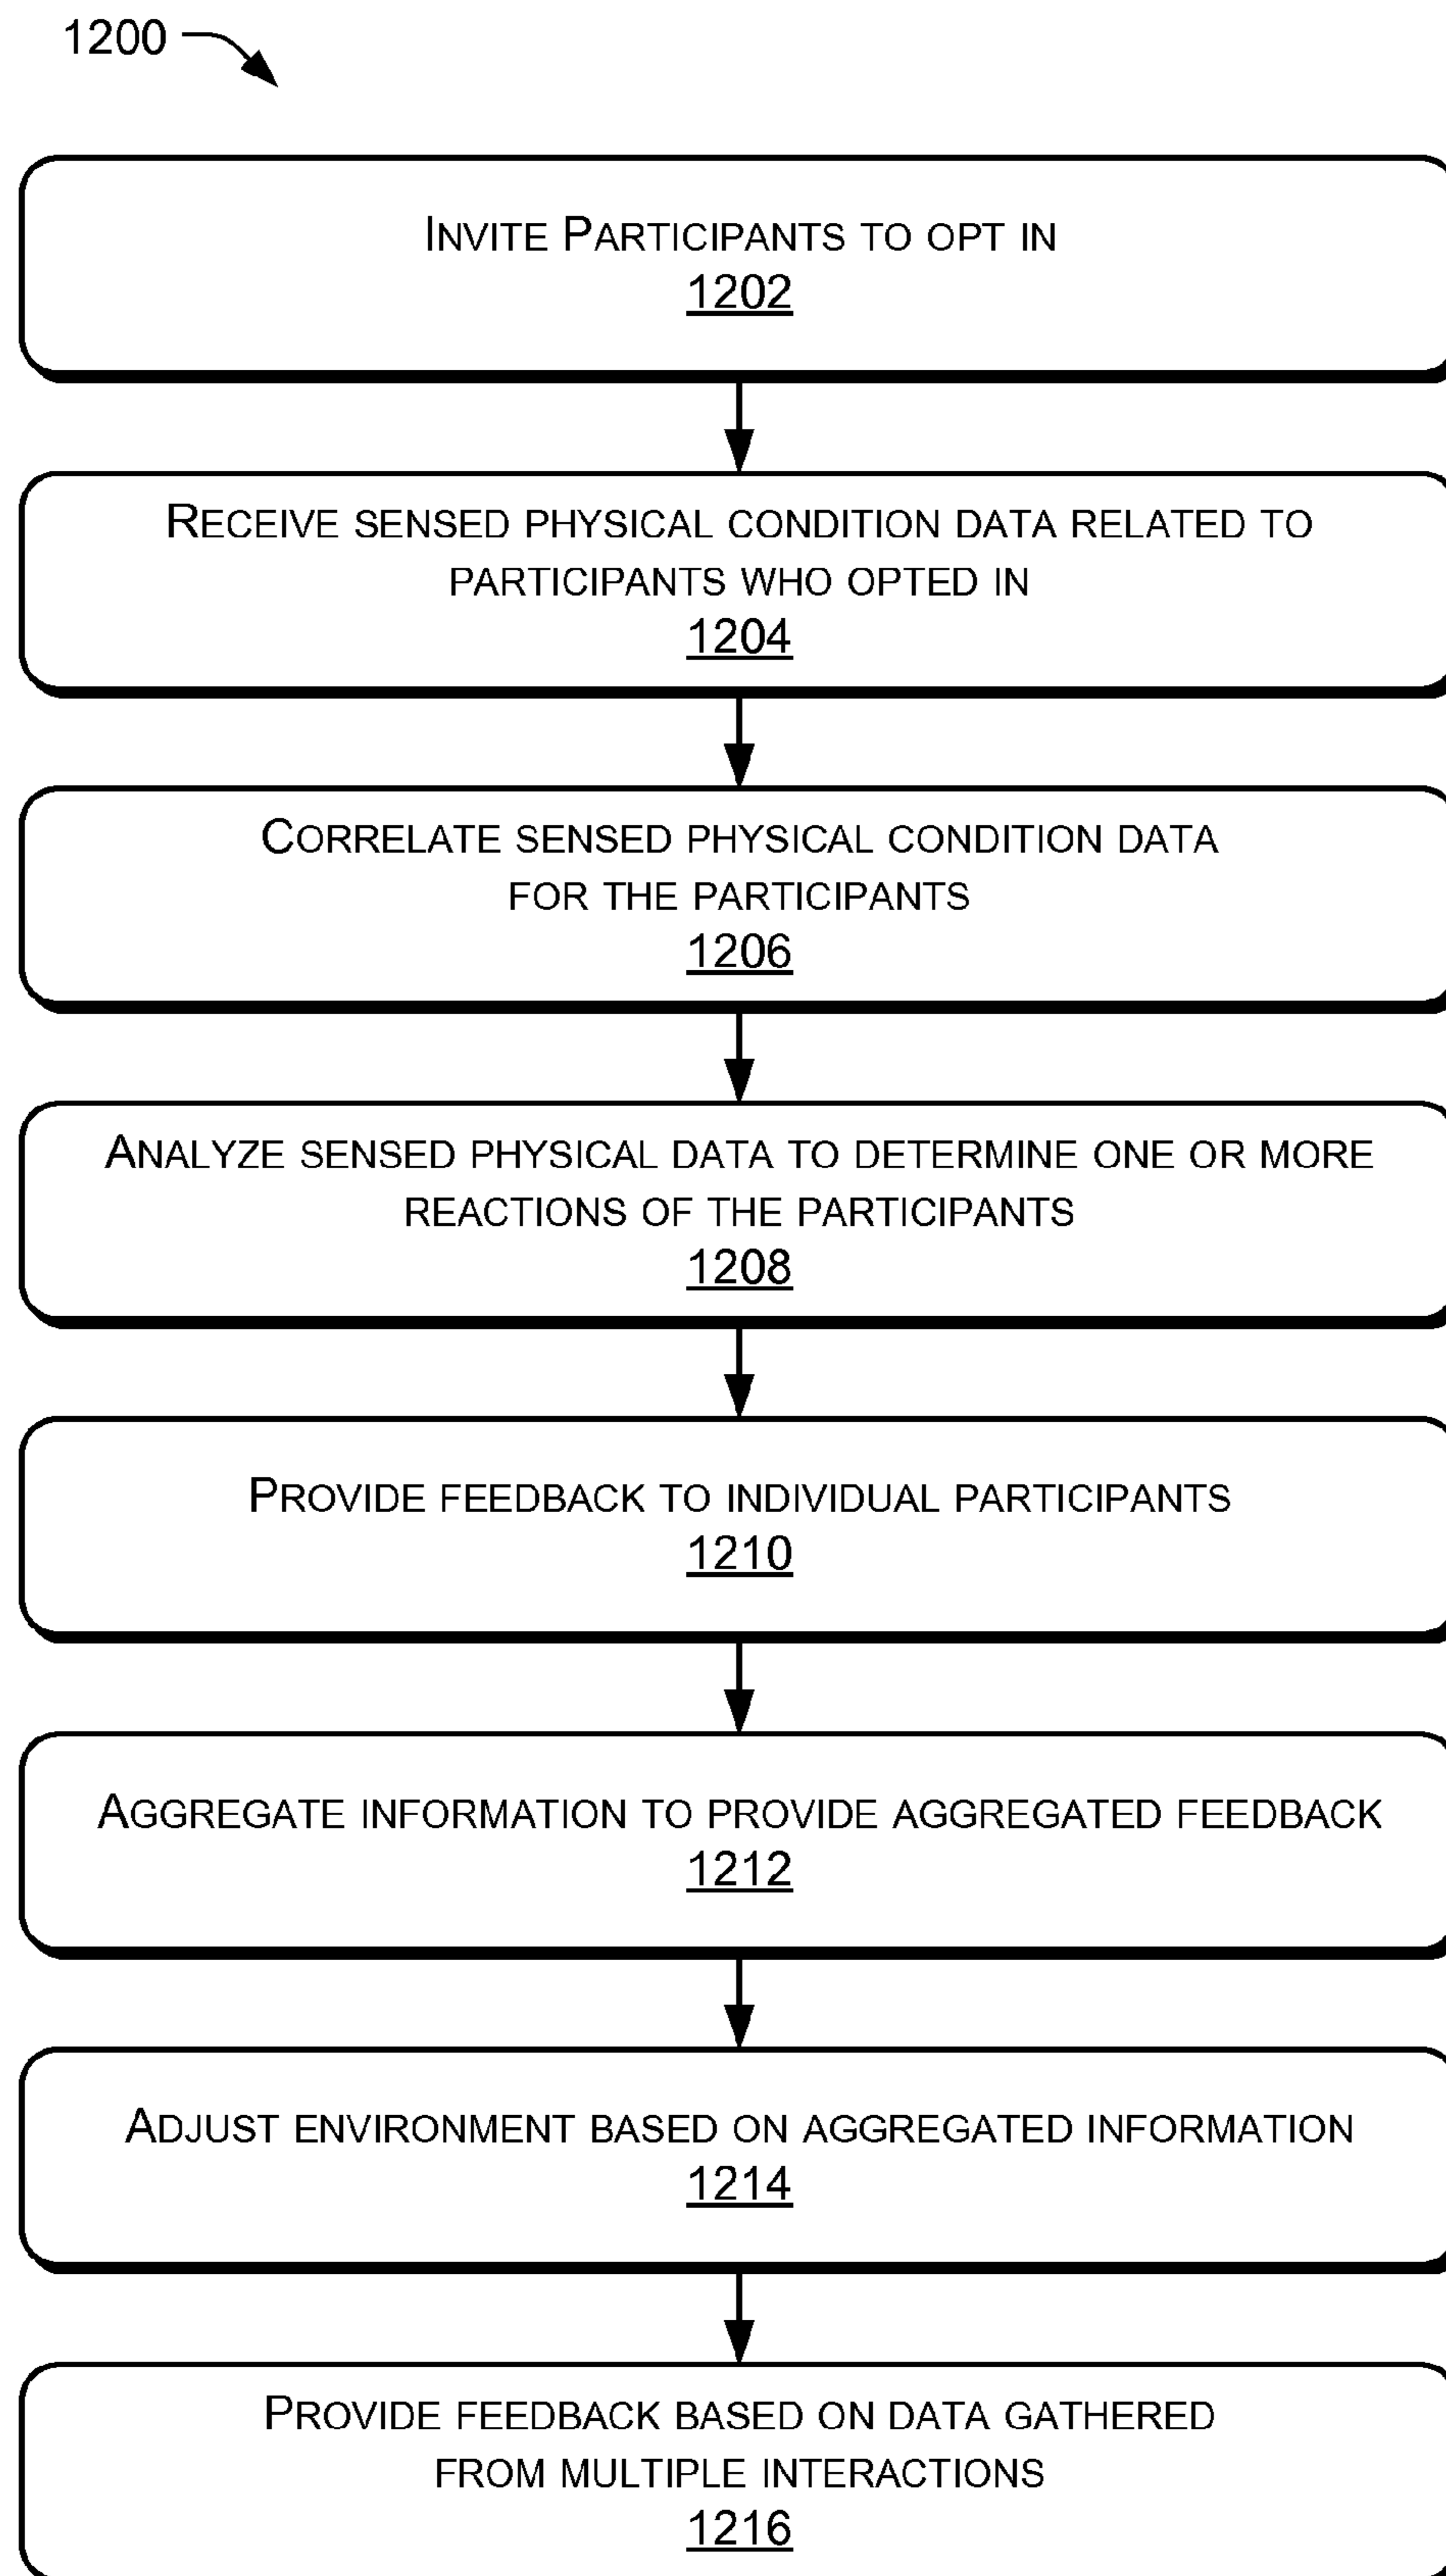 1200
INVITE PARTICIPANTS TO OPT IN
1202
RECEIVE SENSED PHYSICAL CONDITION DATA RELATED TO
PARTICIPANTS WHO OPTED IN
1204
CORRELATE SENSED PHYSICAL CONDITION DATA
FOR THE PARTICIPANTS
1206
ANALYZE SENSED PHYSICAL DATA TO DETERMINE ONE OR MORE
REACTIONS OF THE PARTICIPANTS
1208
PROVIDE FEEDBACK TO INDIVIDUAL PARTICIPANTS
1210
AGGREGATE INFORMATION TO PROVIDE AGGREGATED FEEDBACK
1212
ADJUST ENVIRONMENT BASED ON AGGREGATED INFORMATION
1214
PROVIDE FEEDBACK BASED ON DATA GATHERED
FROM MULTIPLE INTERACTIONS
1216